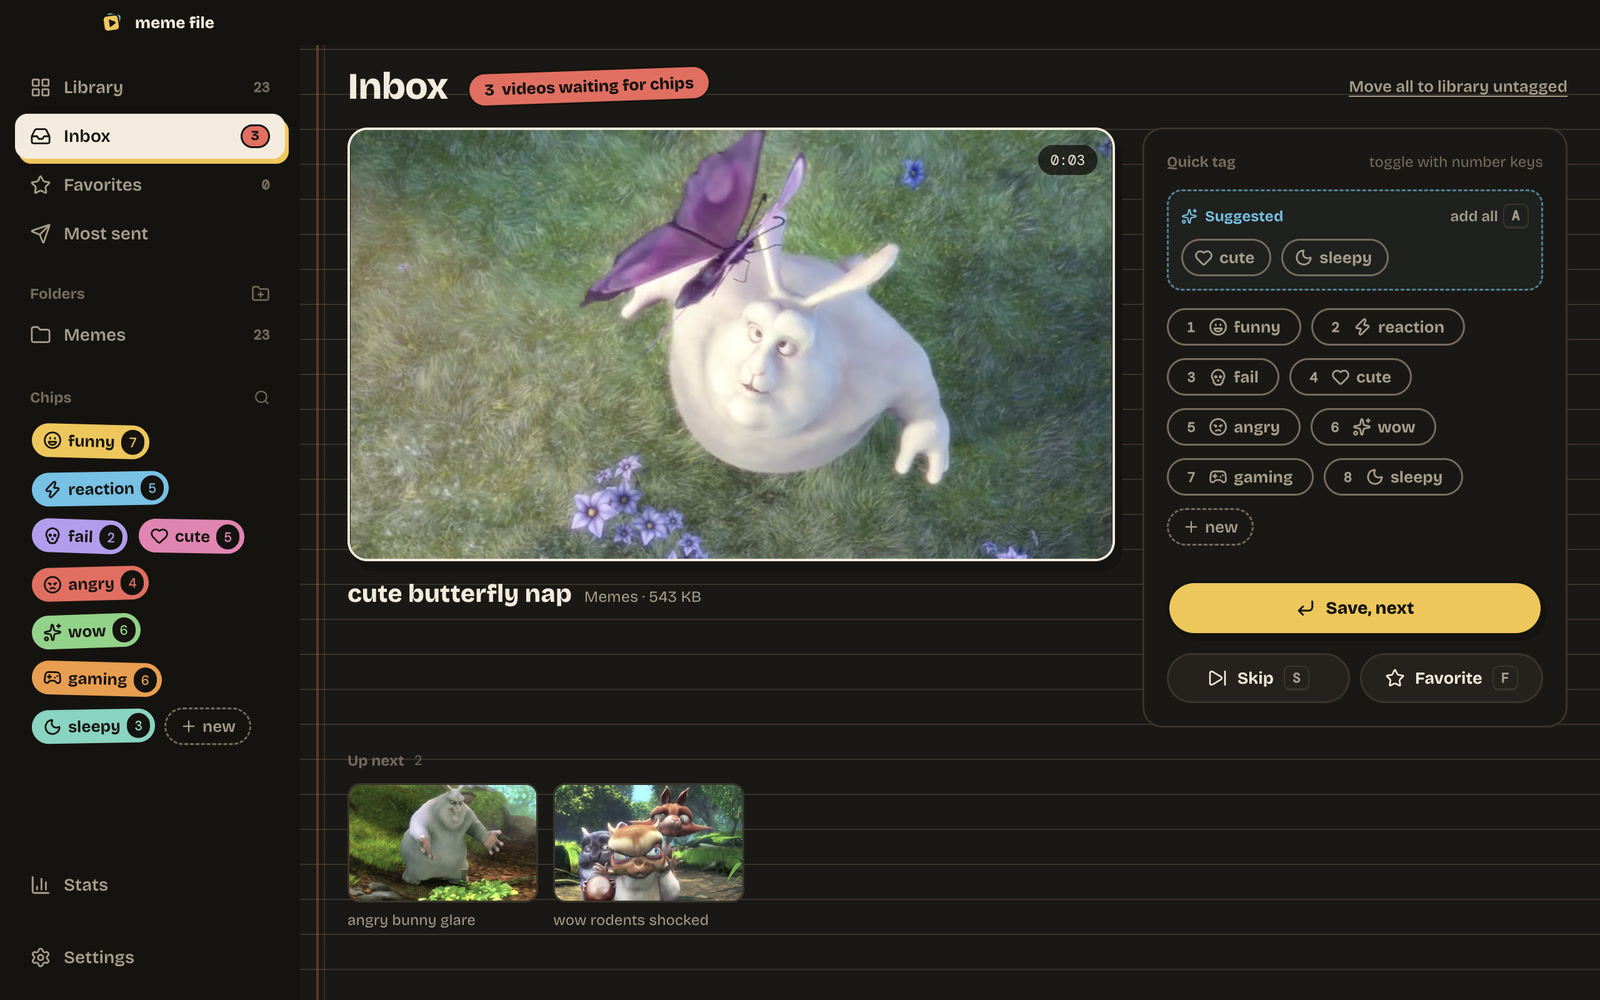 meme file
Library 23
Inbox 3
Favorites 0
Most sent
Folders
Memes 23
Chips
funny 7
reaction 5
fail 2 cute 5
angry 4
wow 6
gaming 6
sleepy 3 + new
Stats
Settings
Inbox 3 videos waiting for chips
Move all to library untagged
0:03
cute butterfly nap Memes · 543 KB
Quick tag toggle with number keys
Suggested add all A
cute sleepy
1 funny 2 reaction
3 fail 4 cute
5 angry 6 wow
7 gaming 8 sleepy
+ new
Save, next
Skip S Favorite F
Up next 2
angry bunny glare wow rodents shocked